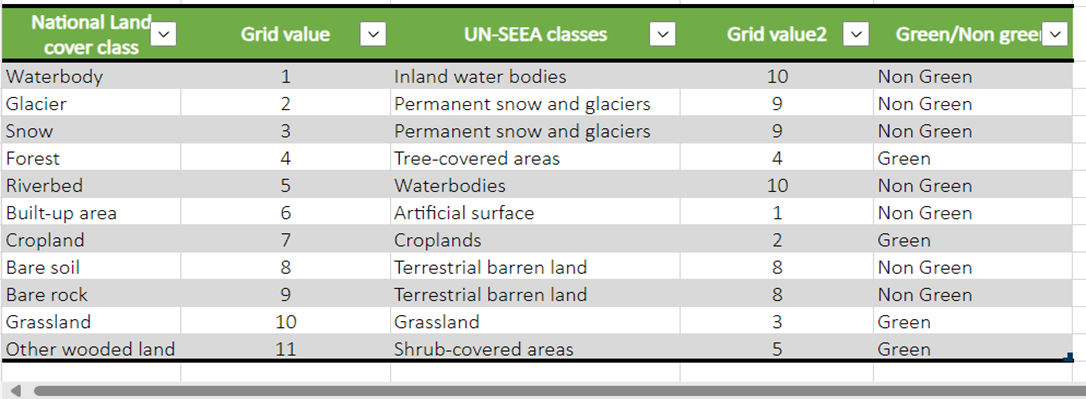 National Land cover class Grid value UN-SEEA classes Grid value2 Green/Non green
Waterbody 1 Inland water bodies 10 Non Green
Glacier 2 Permanent snow and glaciers 9 Non Green
Snow 3 Permanent snow and glaciers 9 Non Green
Forest 4 Tree-covered areas 4 Green
Riverbed 5 Waterbodies 10 Non Green
Built-up area 6 Artificial surface 1 Non Green
Cropland 7 Croplands 2 Green
Bare soil 8 Terrestrial barren land 8 Non Green
Bare rock 9 Terrestrial barren land 8 Non Green
Grassland 10 Grassland 3 Green
Other wooded land 11 Shrub-covered areas 5 Green